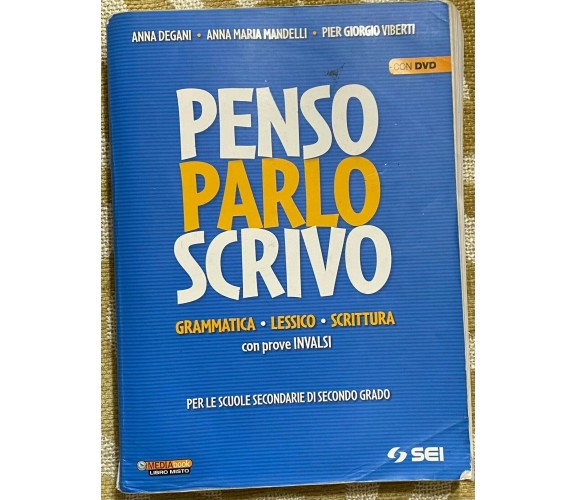 ANNA DEGANI • ANNA MARIA MANDELLI • PIER GIORGIO VIBERTI
CON DVD
PENSO
PARLO
SCRIVO
GRAMMATICA • LESSICO • SCRITTURA
con prove INVALSI
PER LE SCUOLE SECONDARIE DI SECONDO GRADO
MEDIAbook
LIBRO MISTO
SEI